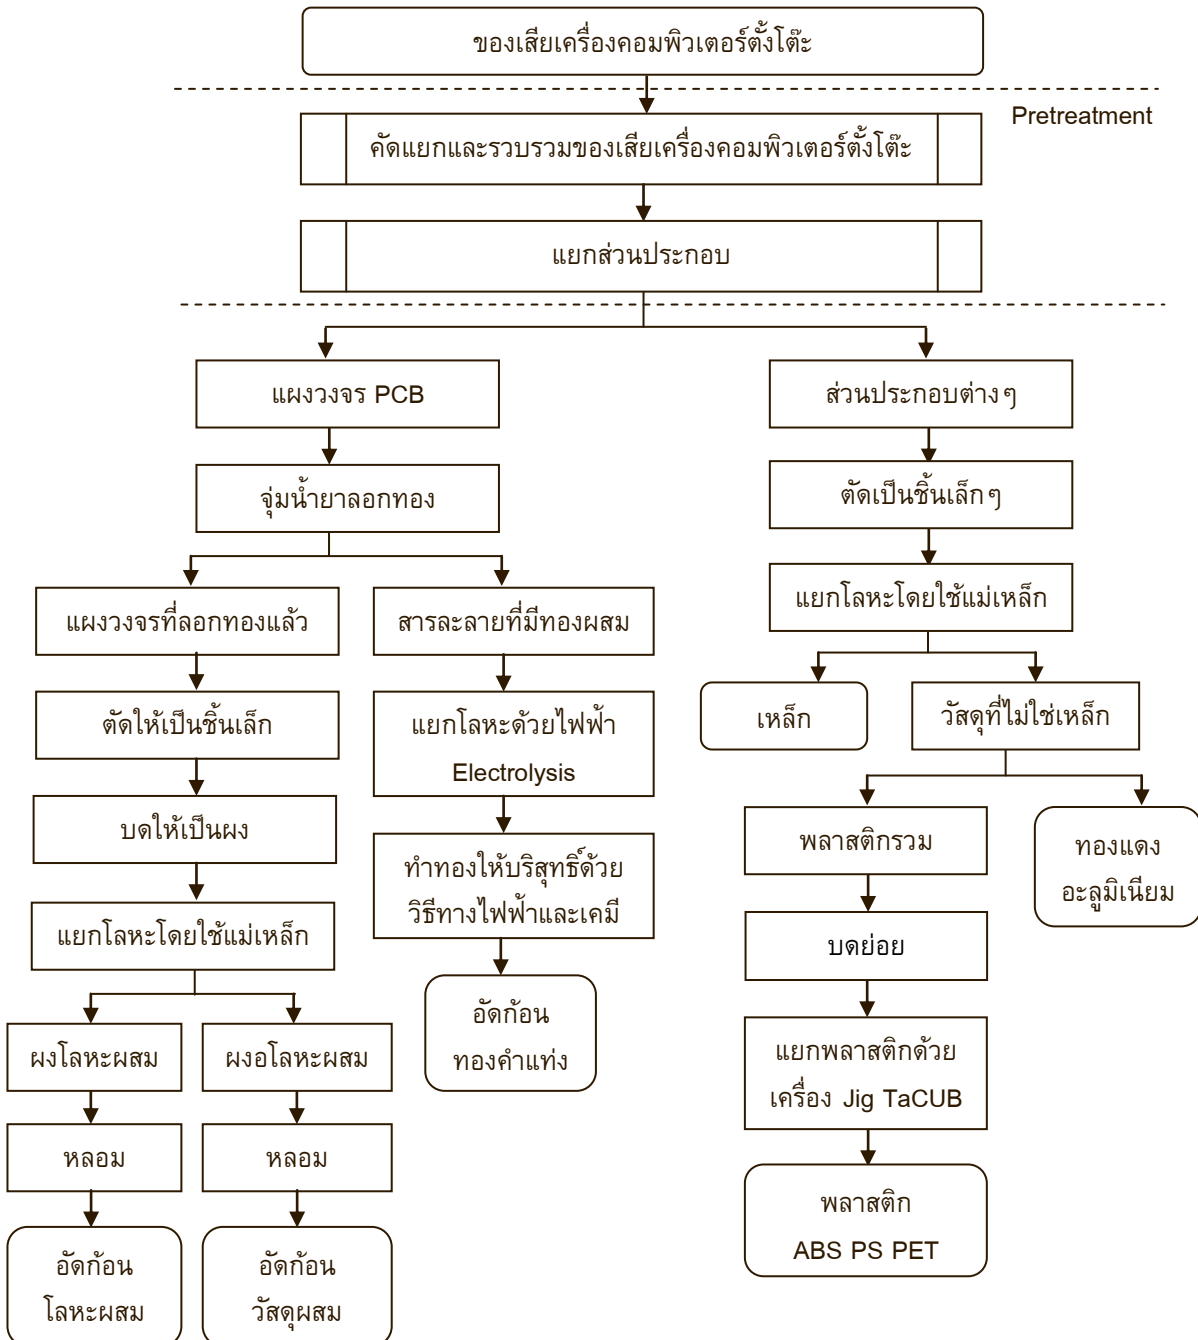 ของเสียเครื่องคอมพิวเตอร์ตั้งโต๊ะ
Pretreatment
คัดแยกและรวบรวมของเสียเครื่องคอมพิวเตอร์ตั้งโต๊ะ
แยกส่วนประกอบ
แผงวงจร PCB
ส่วนประกอบต่างๆ
จุ่มน้ำยาลอกทอง
ตัดเป็นชิ้นเล็กๆ
แผงวงจรที่ลอกทองแล้ว
สารละลายที่มีทองผสม
แยกโลหะโดยใช้แม่เหล็ก
ตัดให้เป็นชิ้นเล็ก
แยกโลหะด้วยไฟฟ้า
Electrolysis
เหล็ก
วัสดุที่ไม่ใช่เหล็ก
บดให้เป็นผง
ทำทองให้บริสุทธิ์ด้วย
วิธีทางไฟฟ้าและเคมี
พลาสติกรวม
ทองแดง
อะลูมิเนียม
แยกโลหะโดยใช้แม่เหล็ก
บดย่อย
อัดก้อน
ทองคำแท่ง
ผงโลหะผสม
ผงอโลหะผสม
แยกพลาสติกด้วย
เครื่อง Jig TaCUB
หลอม
หลอม
พลาสติก
ABS PS PET
อัดก้อน
โลหะผสม
อัดก้อน
วัสดุผสม